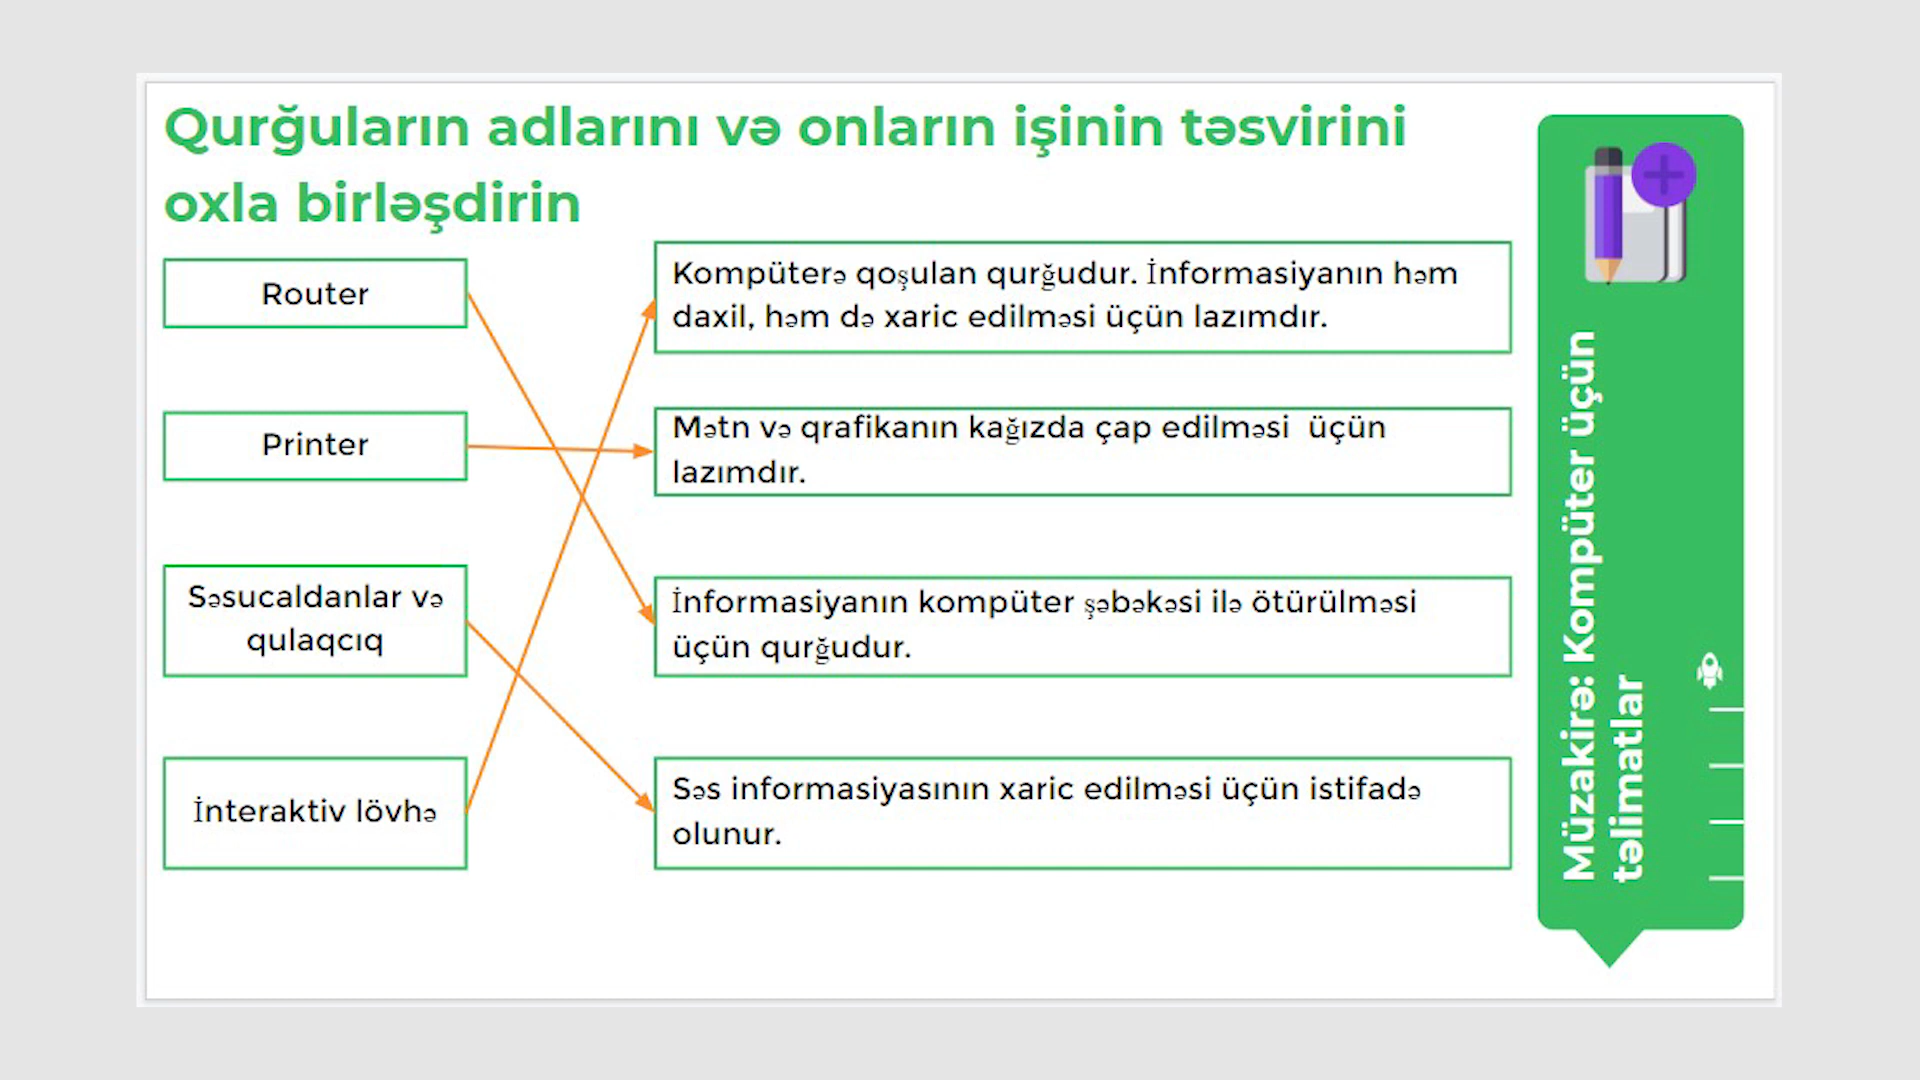 Qurğuların adlarını və onların işinin təsvirini
oxla birləşdirin
Router
Kompüterə qoşulan qurğudur. İnformasiyanın həm
daxil, həm də xaric edilməsi üçün lazımdır.
Printer
Mətn və qrafikanın kağızda çap edilməsi  üçün
lazımdır.
Səsucaldanlar və
qulaqcıq
İnformasiyanın kompüter şəbəkəsi ilə ötürülməsi
üçün qurğudur.
İnteraktiv lövhə
Səs informasiyasının xaric edilməsi üçün istifadə
olunur.
Müzakirə: Kompüter üçün
təlimatlar